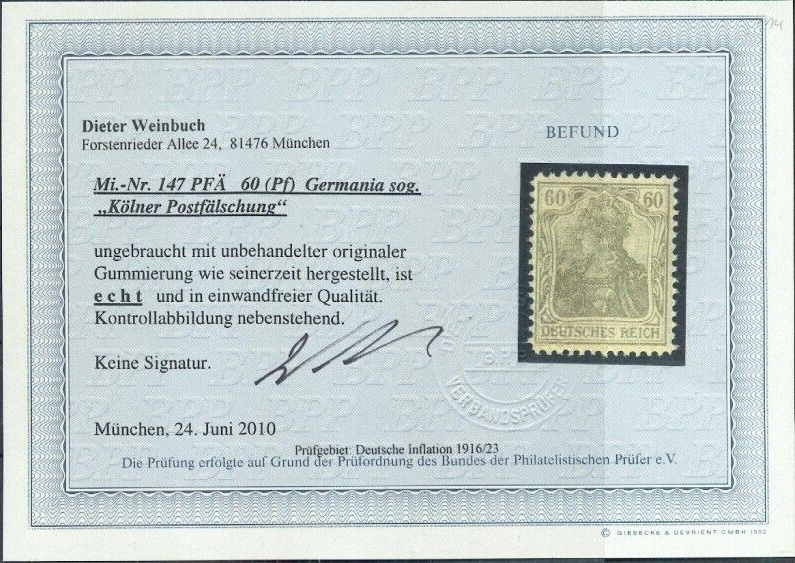 14
Dieter Weinbuch
Forstenrieder Allee 24, 81476 München
BEFUND
Mi.-Nr. 147 PFÄ 60 (Pf) Germania sog.
„Kölner Postfälschung“
60 60
DEUTSCHES REICH
ungebraucht mit unbehandelter originaler
Gummierung wie seinerzeit hergestellt, ist
echt und in einwandfreier Qualität.
Kontrollabbildung nebenstehend.
Keine Signatur.
VERBANDSPRÜFER
München, 24. Juni 2010
Prüfgebiet: Deutsche Inflation 1916/23
Die Prüfung erfolgte auf Grund der Prüfordnung des Bundes der Philatelistischen Prüfer e.V.
© GIESECKE & DEVRIENT GMBH 1992
BPP